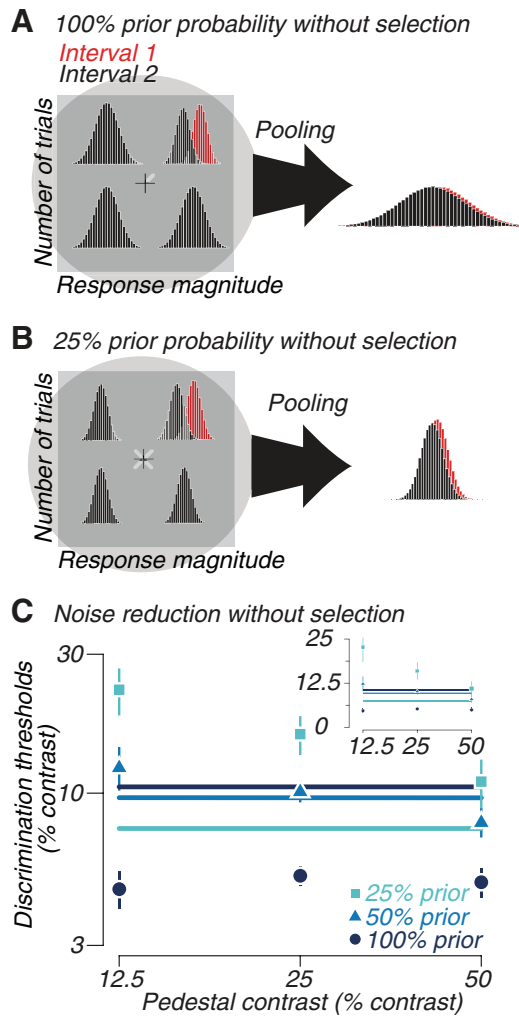 A 100% prior probability without selection
Interval 1
Interval 2
Number of trials
Pooling
Response magnitude
B 25% prior probability without selection
Number of trials
Pooling
Response magnitude
C Noise reduction without selection
Discrimination thresholds
(% contrast)
30
10
3
25
12.5
0
12.5 25 50
25% prior
50% prior
100% prior
12.5 25 50
Pedestal contrast (% contrast)